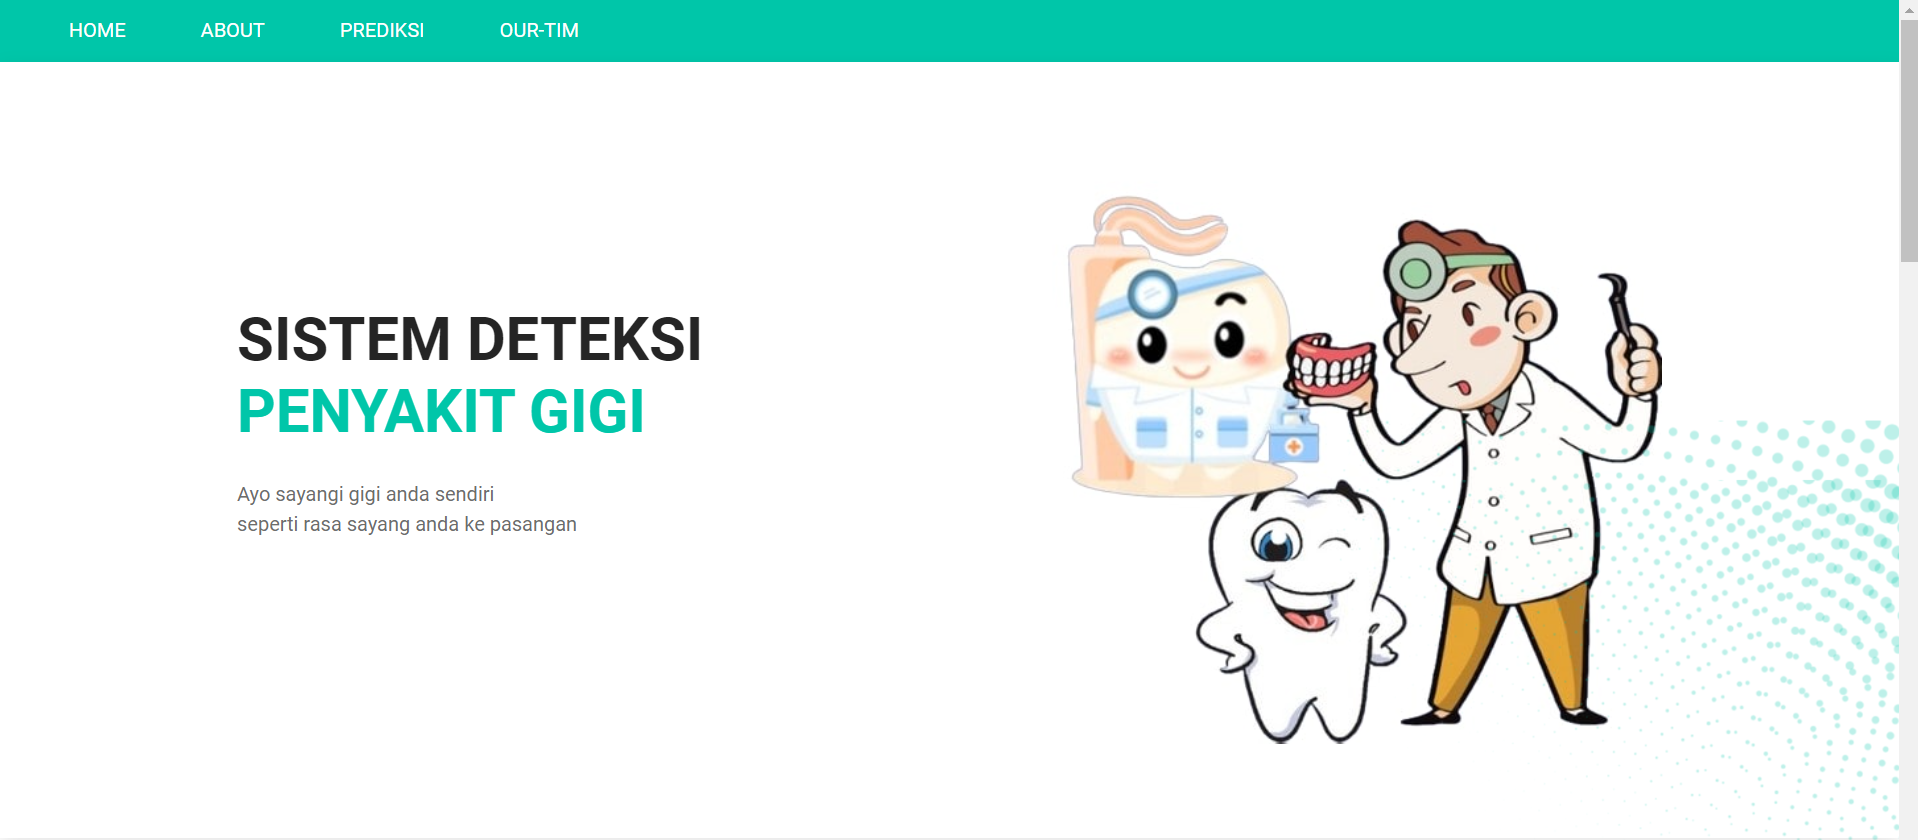 HOME ABOUT PREDIKSI OUR-TIM
SISTEM DETEKSI
PENYAKIT GIGI
Ayo sayangi gigi anda sendiri
seperti rasa sayang anda ke pasangan